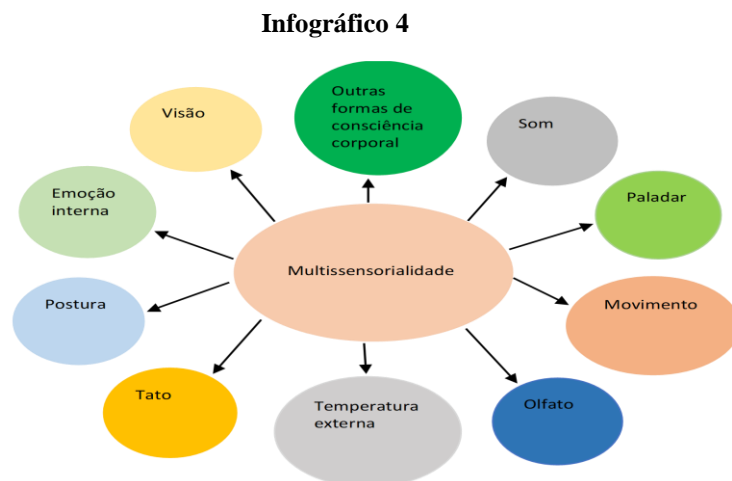 Infográfico 4
Outras
formas de
consciência
corporal
Visão
Som
Emoção
interna
Paladar
Multissensorialidade
Postura
Movimento
Tato
Temperatura
externa
Olfato